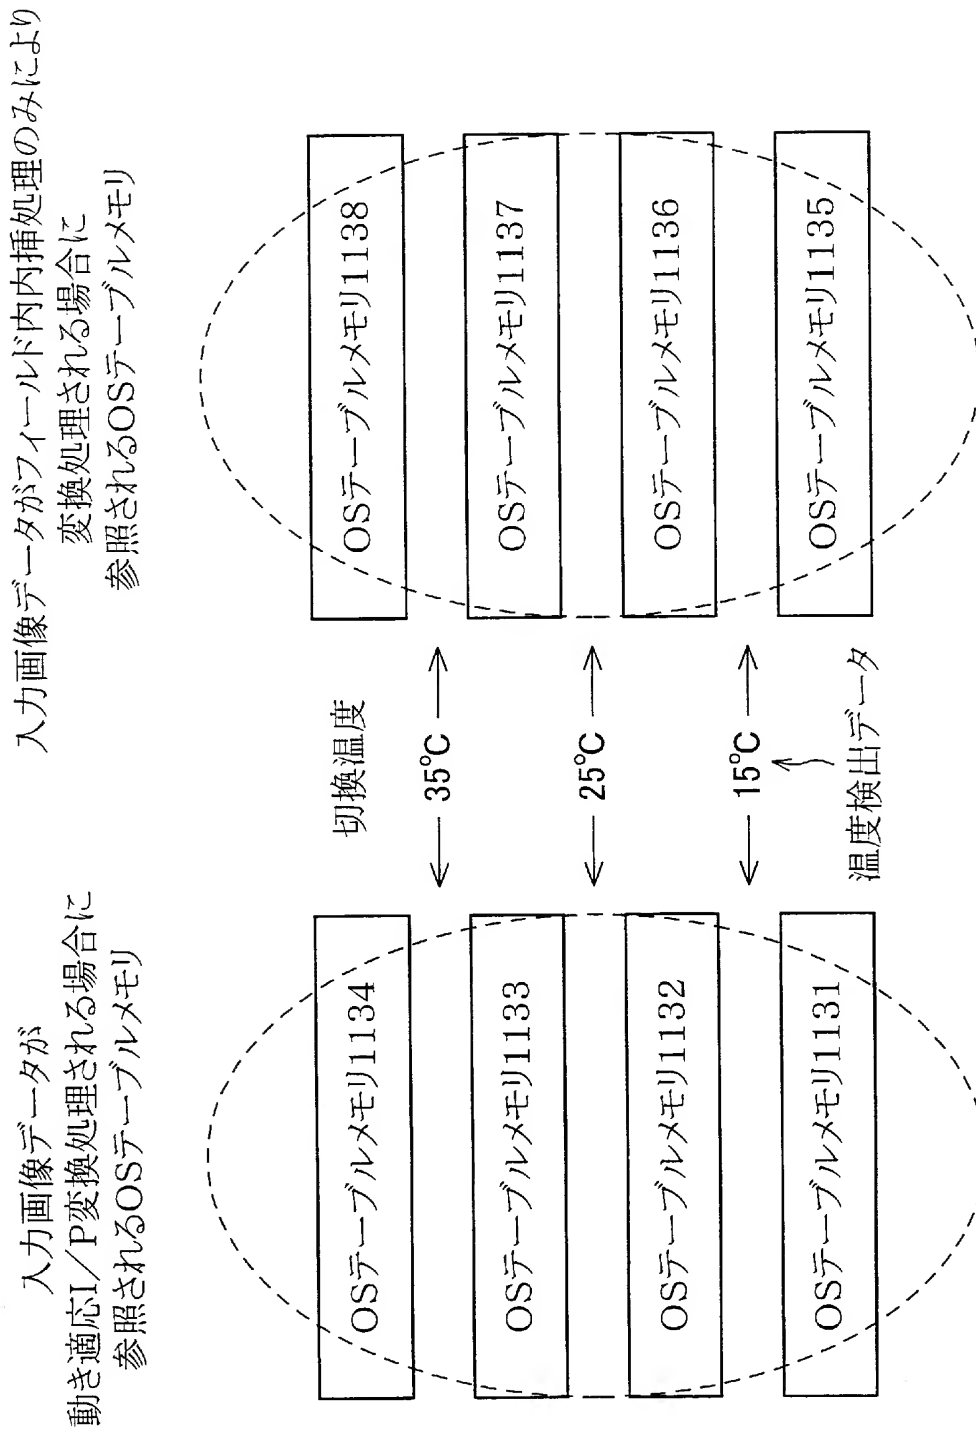 入力画像データが
動き適応I/P変換処理される場合に
参照されるOSテーブルメモリ
入力画像データがフィールド内内挿処理のみにより
変換処理される場合に
参照されるOSテーブルメモリ
切換温度
OSテーブルメモリ1134
35°C
OSテーブルメモリ1138
OSテーブルメモリ1133
25°C
OSテーブルメモリ1137
OSテーブルメモリ1132
15°C
OSテーブルメモリ1136
OSテーブルメモリ1131
温度検出データ
OSテーブルメモリ1135